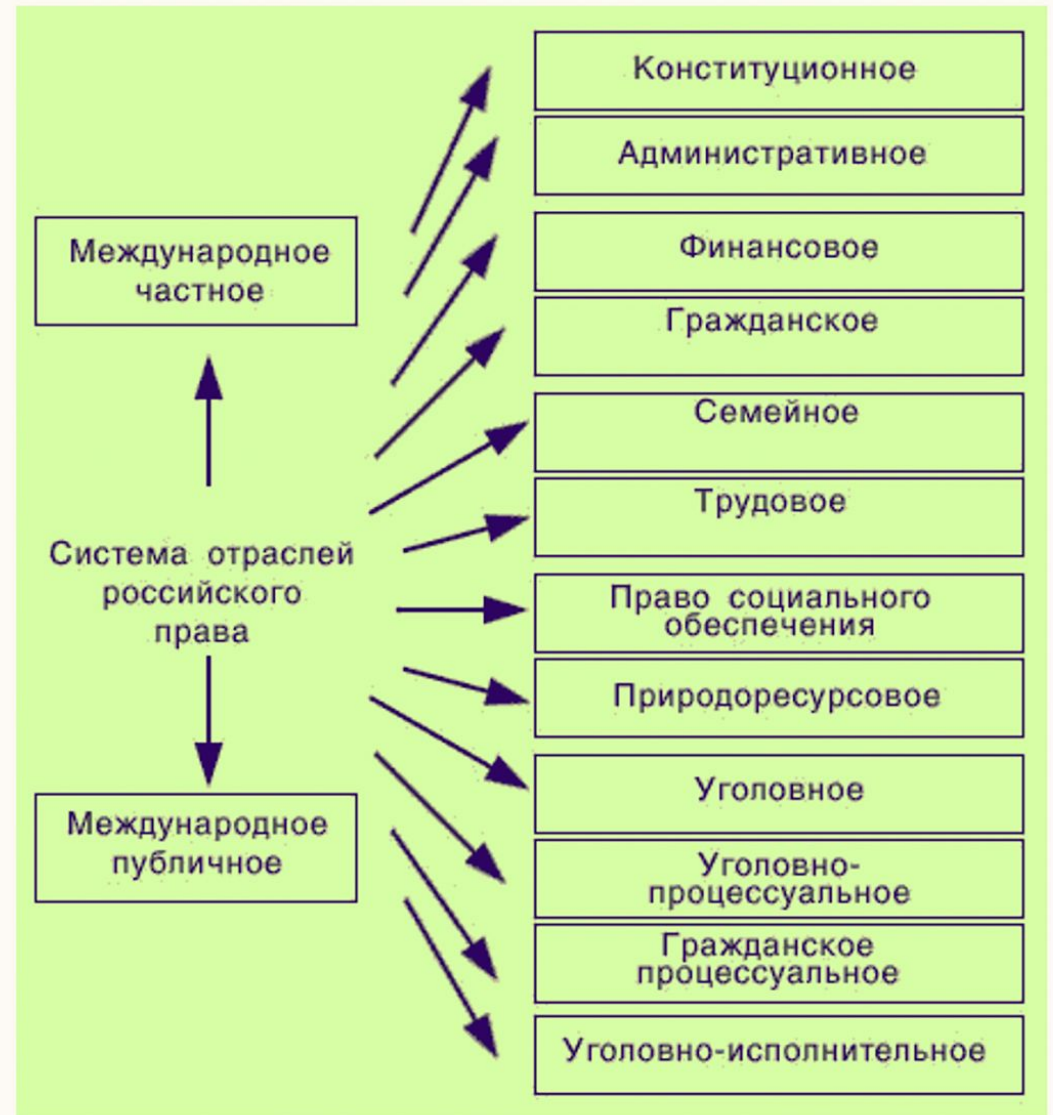 Международное
частное
Система отраслей
российского
права
Международное
публичное
Конституционное
Административное
Финансовое
Гражданское
Семейное
Трудовое
Право социального
обеспечения
Природоресурсовое
Уголовное
Уголовно-
процессуальное
Гражданское
процессуальное
Уголовно-исполнительное